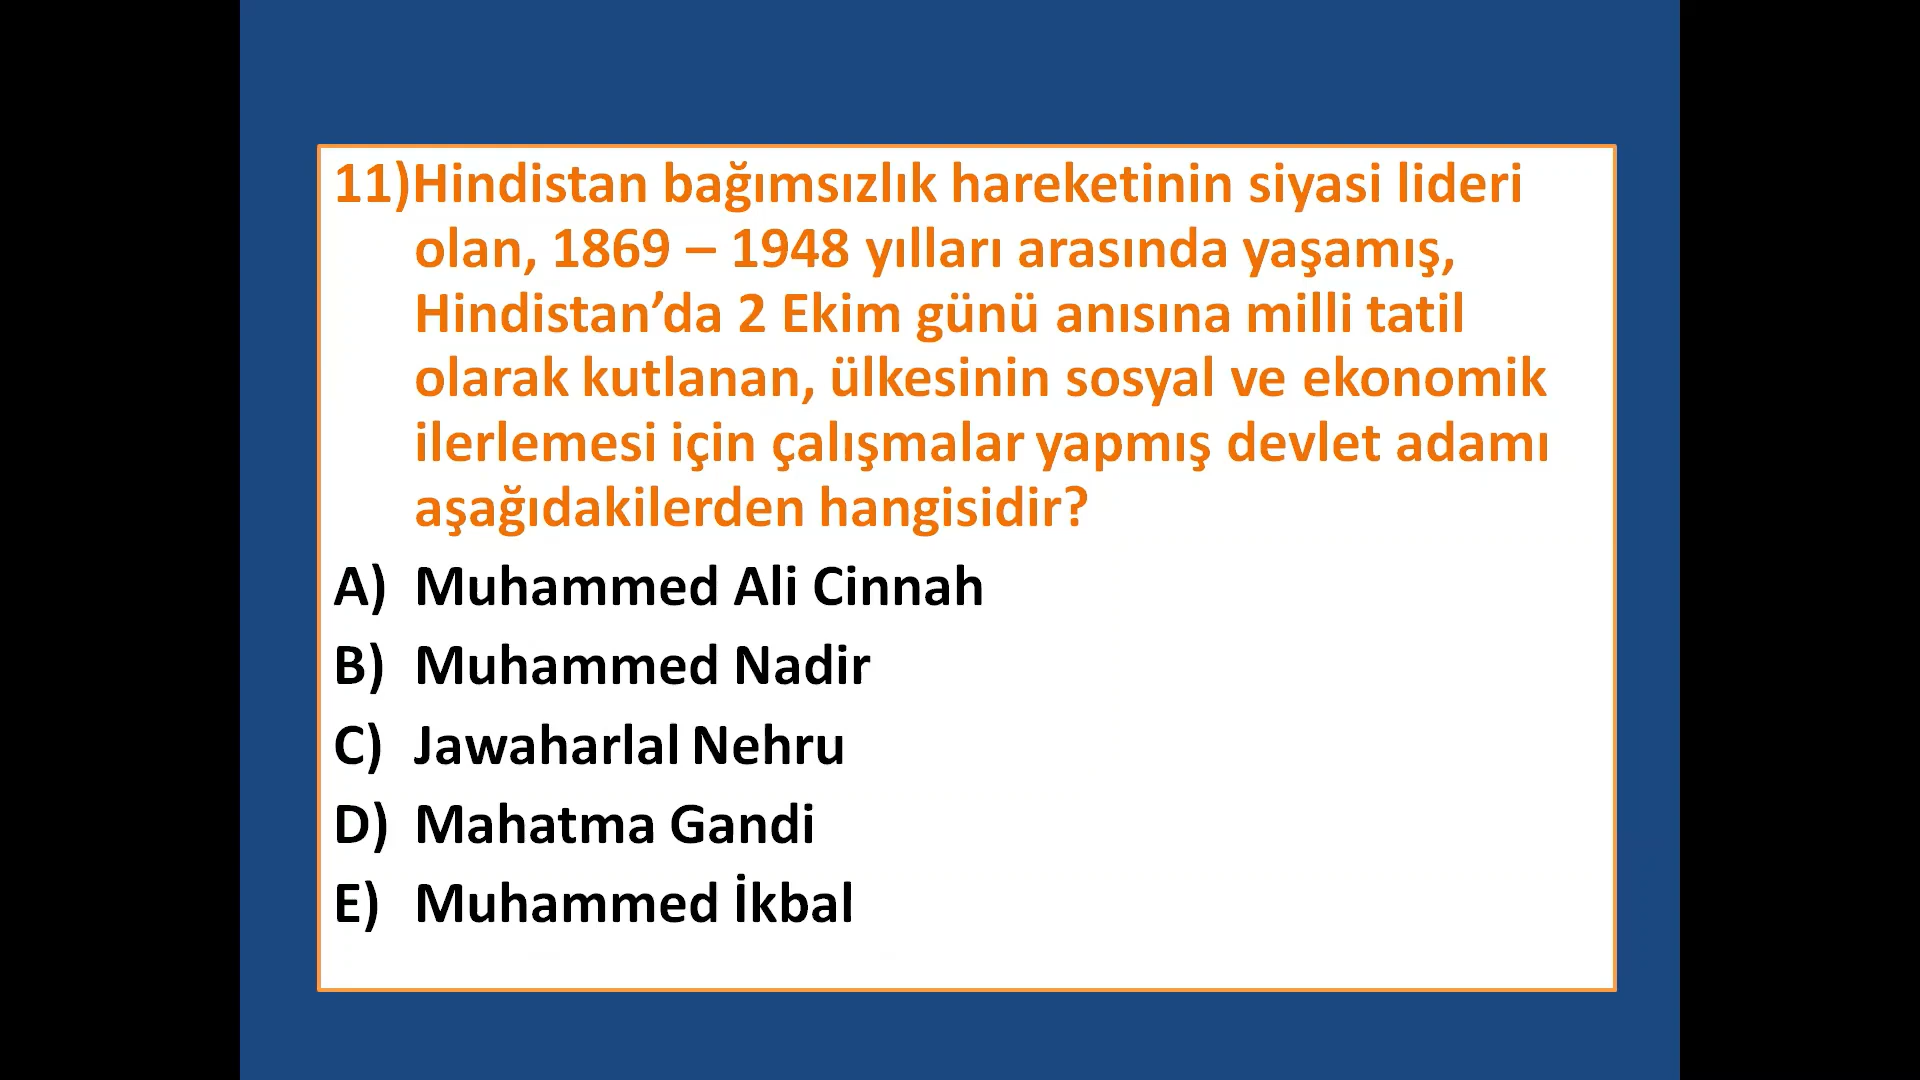 11)Hindistan bağımsızlık hareketinin siyasi lideri
olan, 1869 – 1948 yılları arasında yaşamış,
Hindistan’da 2 Ekim günü anısına milli tatil
olarak kutlanan, ülkesinin sosyal ve ekonomik
ilerlemesi için çalışmalar yapmış devlet adamı
aşağıdakilerden hangisidir?
A) Muhammed Ali Cinnah
B) Muhammed Nadir
C) Jawaharlal Nehru
D) Mahatma Gandi
E) Muhammed İkbal